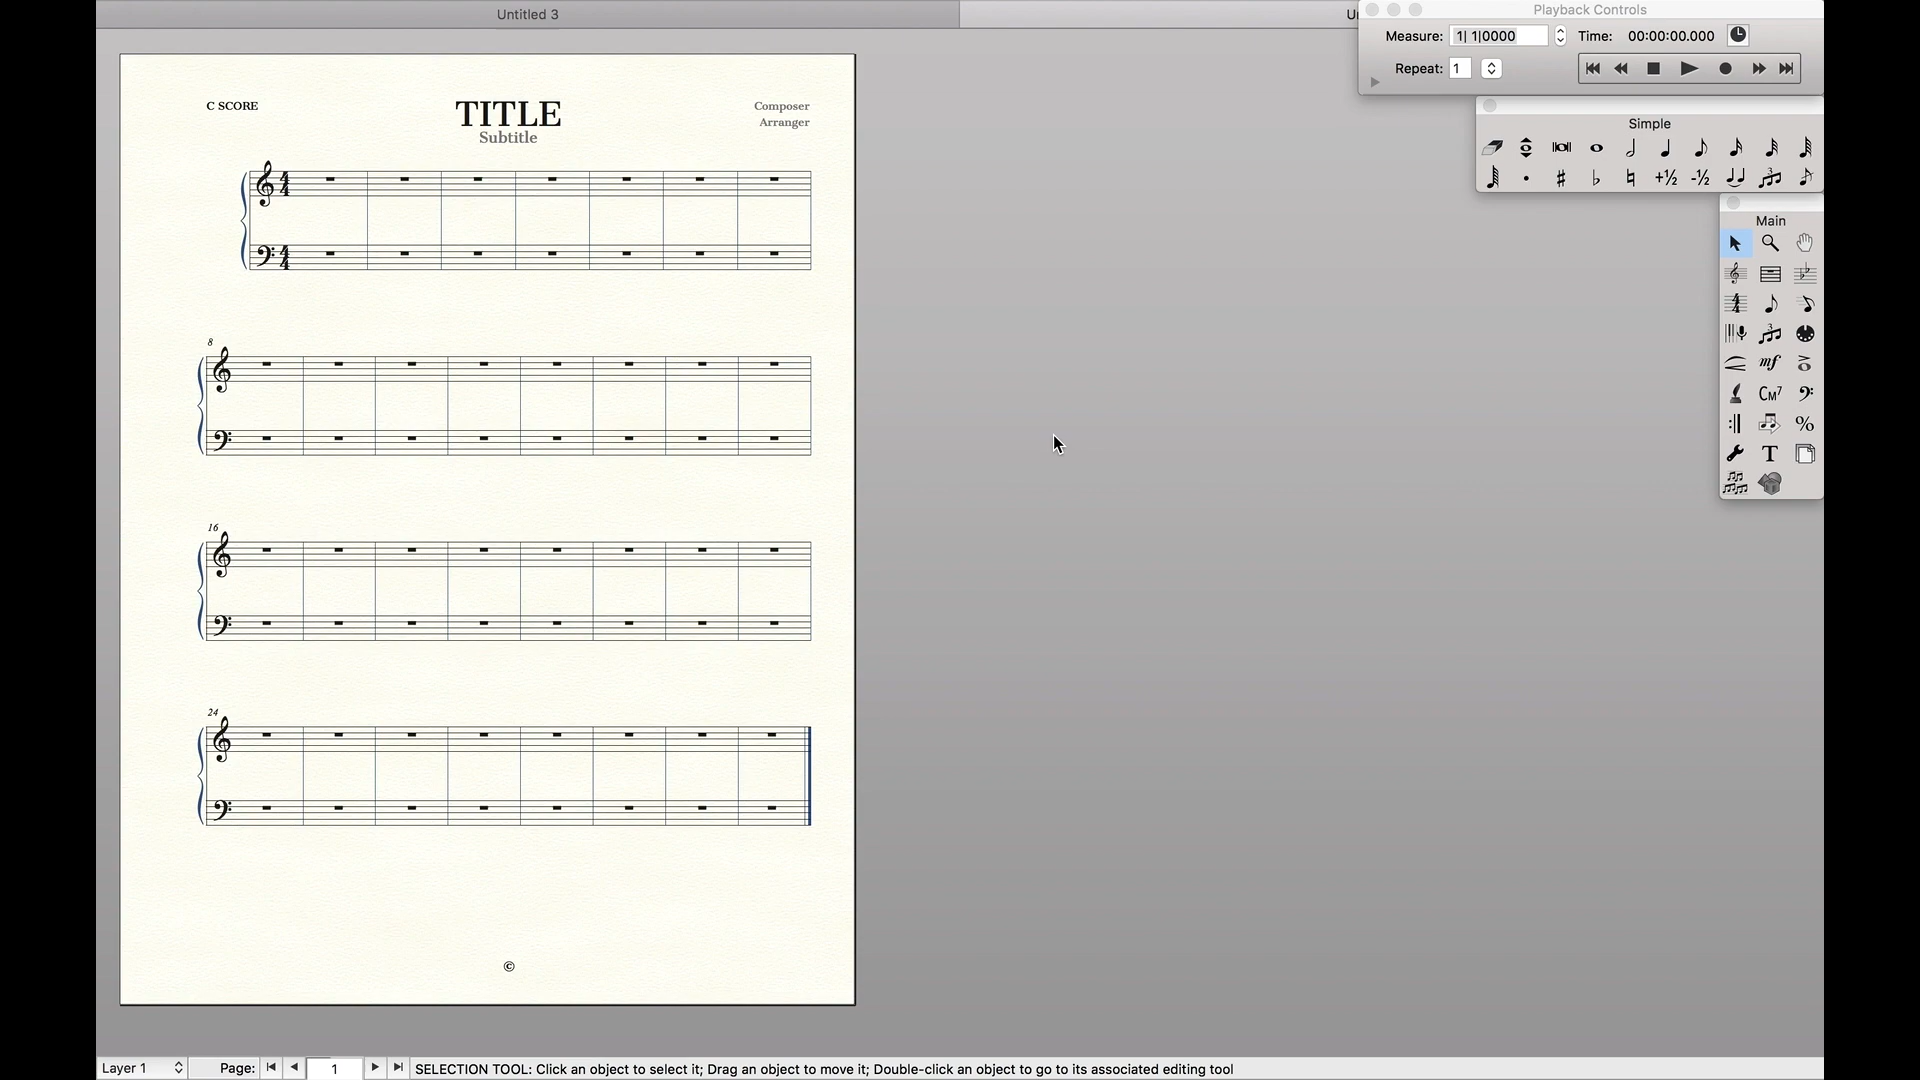 Untitled 3
Playback Controls
Measure: 1| 1|0000 Time: 00:00:00.000
Repeat: 1
Simple
+½ -½
Main
mf
CM7
%
T
C SCORE
TITLE
Subtitle
Composer
Arranger
8
16
24
©
Layer 1 Page: 1 SELECTION TOOL: Click an object to select it; Drag an object to move it; Double-click an object to go to its associated editing tool